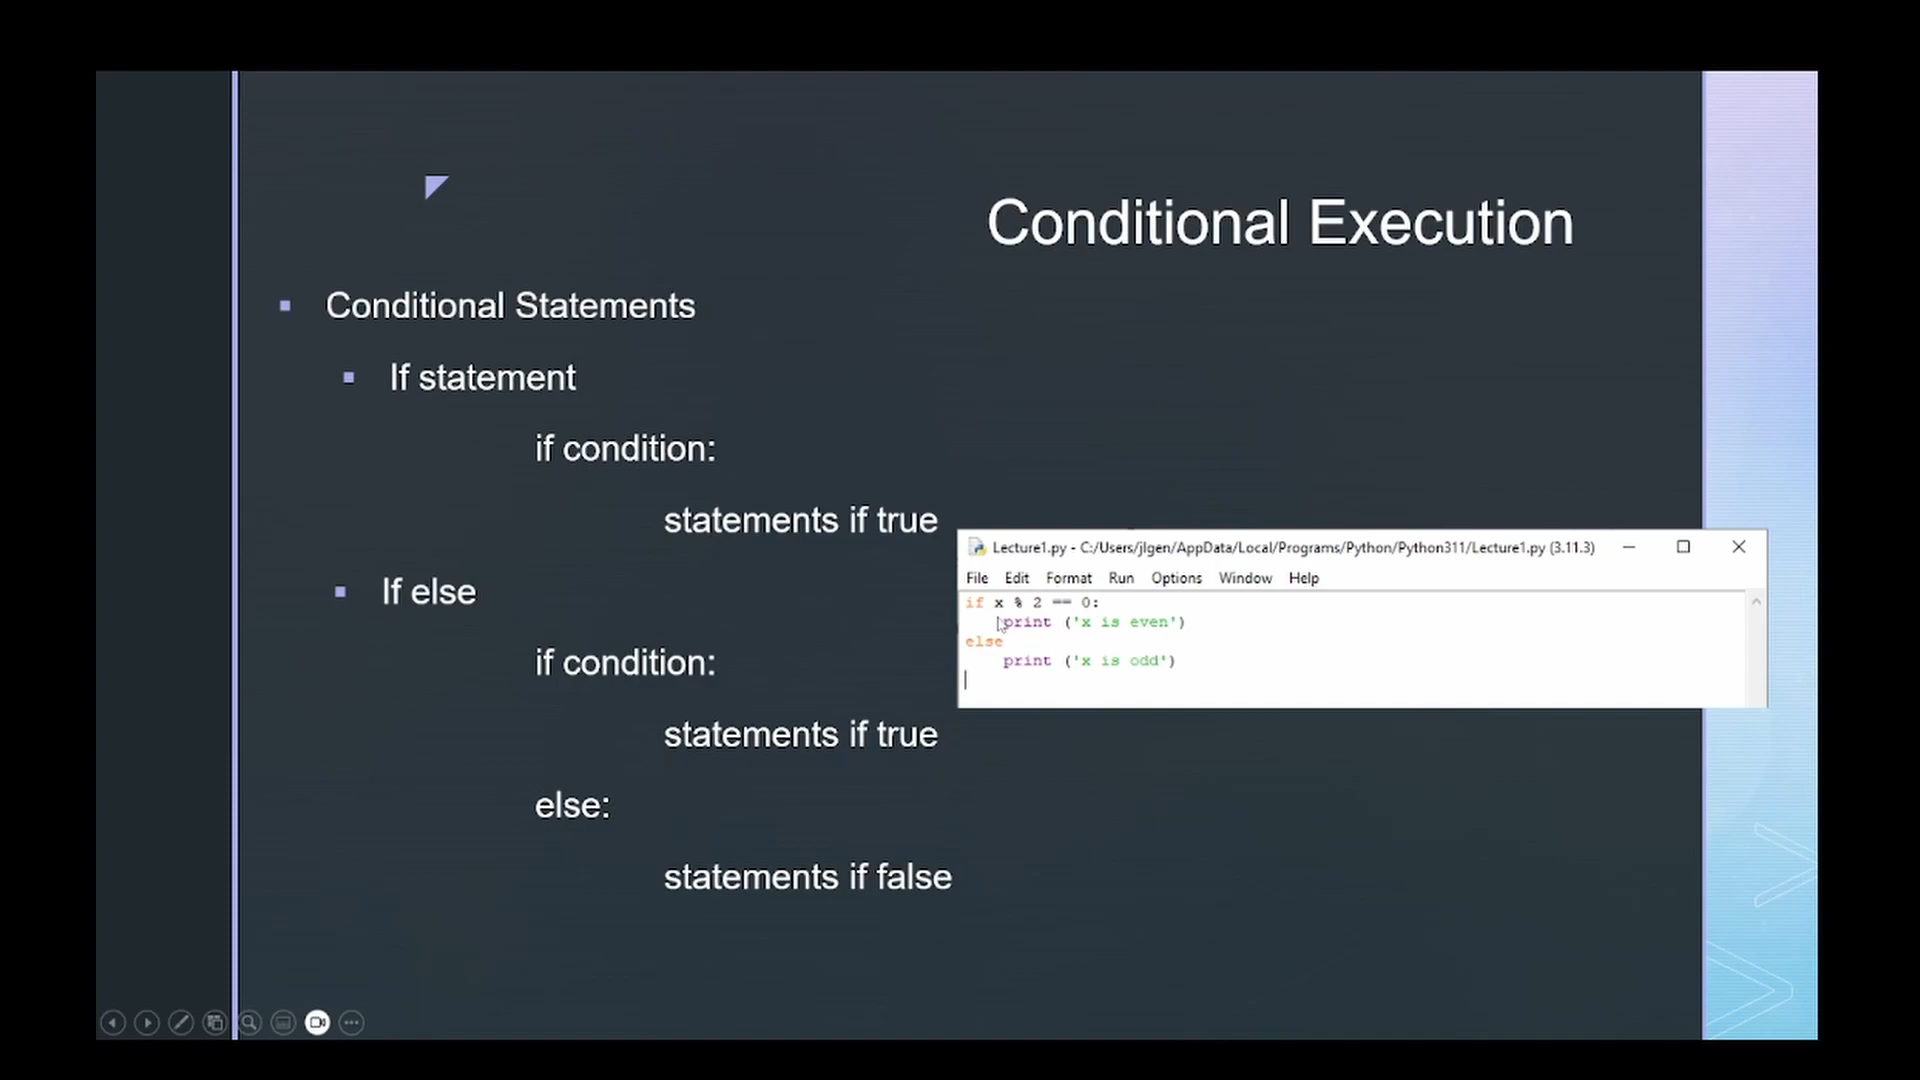 Conditional Execution
Conditional Statements
If statement
if condition:
statements if true
If else
if condition:
statements if true
else:
statements if false
Lecture1.py - C:/Users/jlgen/AppData/Local/Programs/Python/Python311/Lecture1.py (3.11.3)
File Edit Format Run Options Window Help
if x % 2 == 0:
print ('x is even')
else
print ('x is odd')